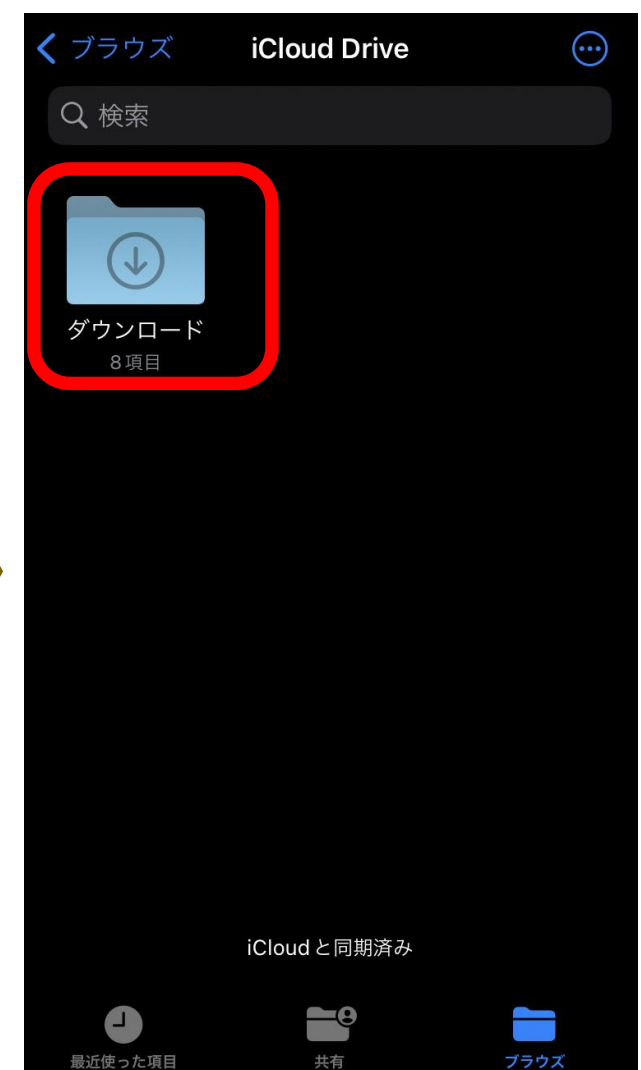 ブラウズ iCloud Drive
検索
ダウンロード
8項目
iCloudと同期済み
最近使った項目 共有 ブラウズ